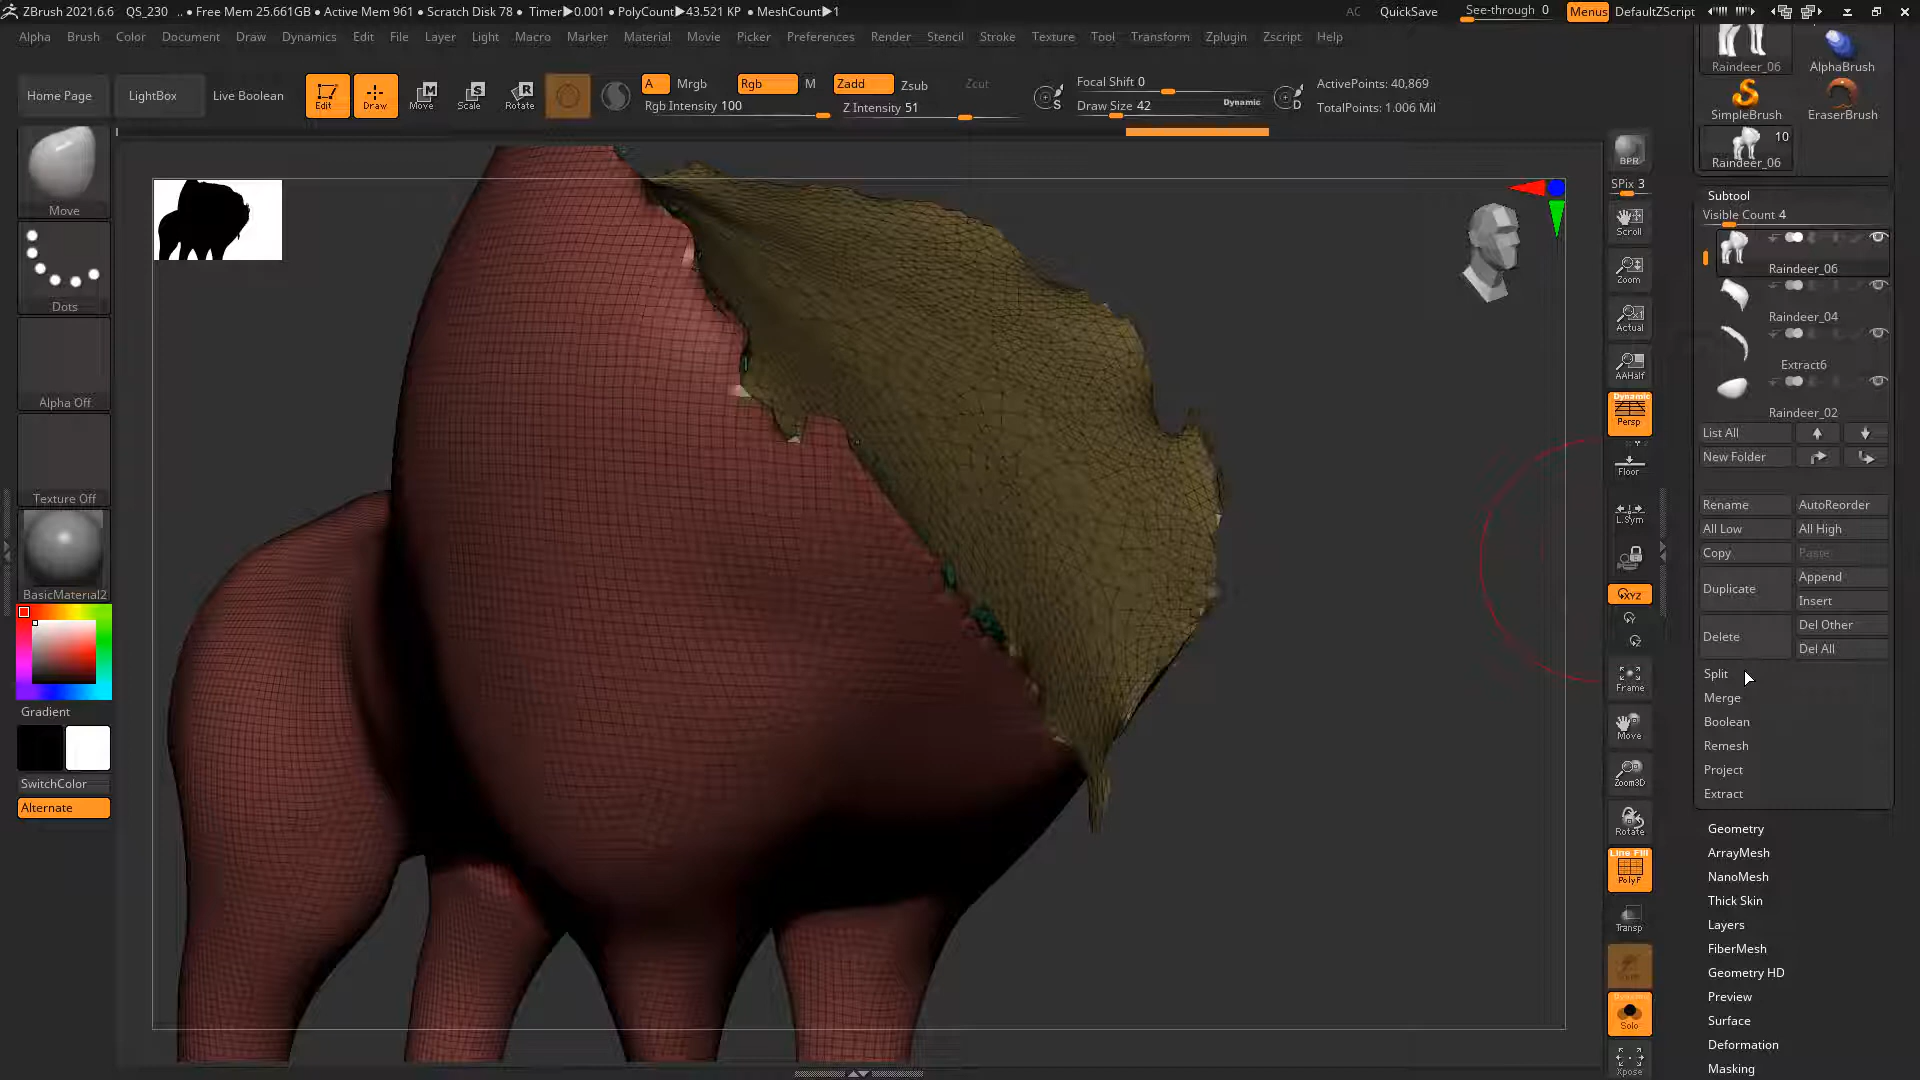 ZBrush 2021.6.6 QS_230 .. • Free Mem 25.661GB • Active Mem 961 • Scratch Disk 78 • Timer▶0.001 • PolyCount▶43.521 KP • MeshCount▶1
AC QuickSave See-through 0 Menus DefaultZScript
Alpha Brush Color Document Draw Dynamics Edit File Layer Light Macro Marker Material Movie Picker Preferences Render Stencil Stroke Texture Tool Transform Zplugin Zscript Help
Home Page LightBox Live Boolean Edit Draw Move Scale Rotate
A Mrgb Rgb M Zadd Zsub Zcut
Rgb Intensity 100 Z Intensity 51
Focal Shift 0
Draw Size 42 Dynamic
S D
ActivePoints: 40,869
TotalPoints: 1.006 Mil
Move
Dots
Alpha Off
Texture Off
BasicMaterial2
Gradient
SwitchColor
Alternate
BPR
SPix 3
Scroll
Zoom
Actual
AAHalf
Dynamic
Persp
Floor
L.Sym
XYZ
Frame
Move
Zoom3D
Rotate
Line Fill
PolyF
Transp
Dynamic
Solo
Xpose
Raindeer_06 AlphaBrush
SimpleBrush EraserBrush
10
Raindeer_06
Subtool
Visible Count 4
Raindeer_06
Raindeer_04
Extract6
Raindeer_02
List All
New Folder
Rename AutoReorder
All Low All High
Copy Paste
Duplicate Append
Insert
Delete Del Other
Del All
Split
Merge
Boolean
Remesh
Project
Extract
Geometry
ArrayMesh
NanoMesh
Thick Skin
Layers
FiberMesh
Geometry HD
Preview
Surface
Deformation
Masking